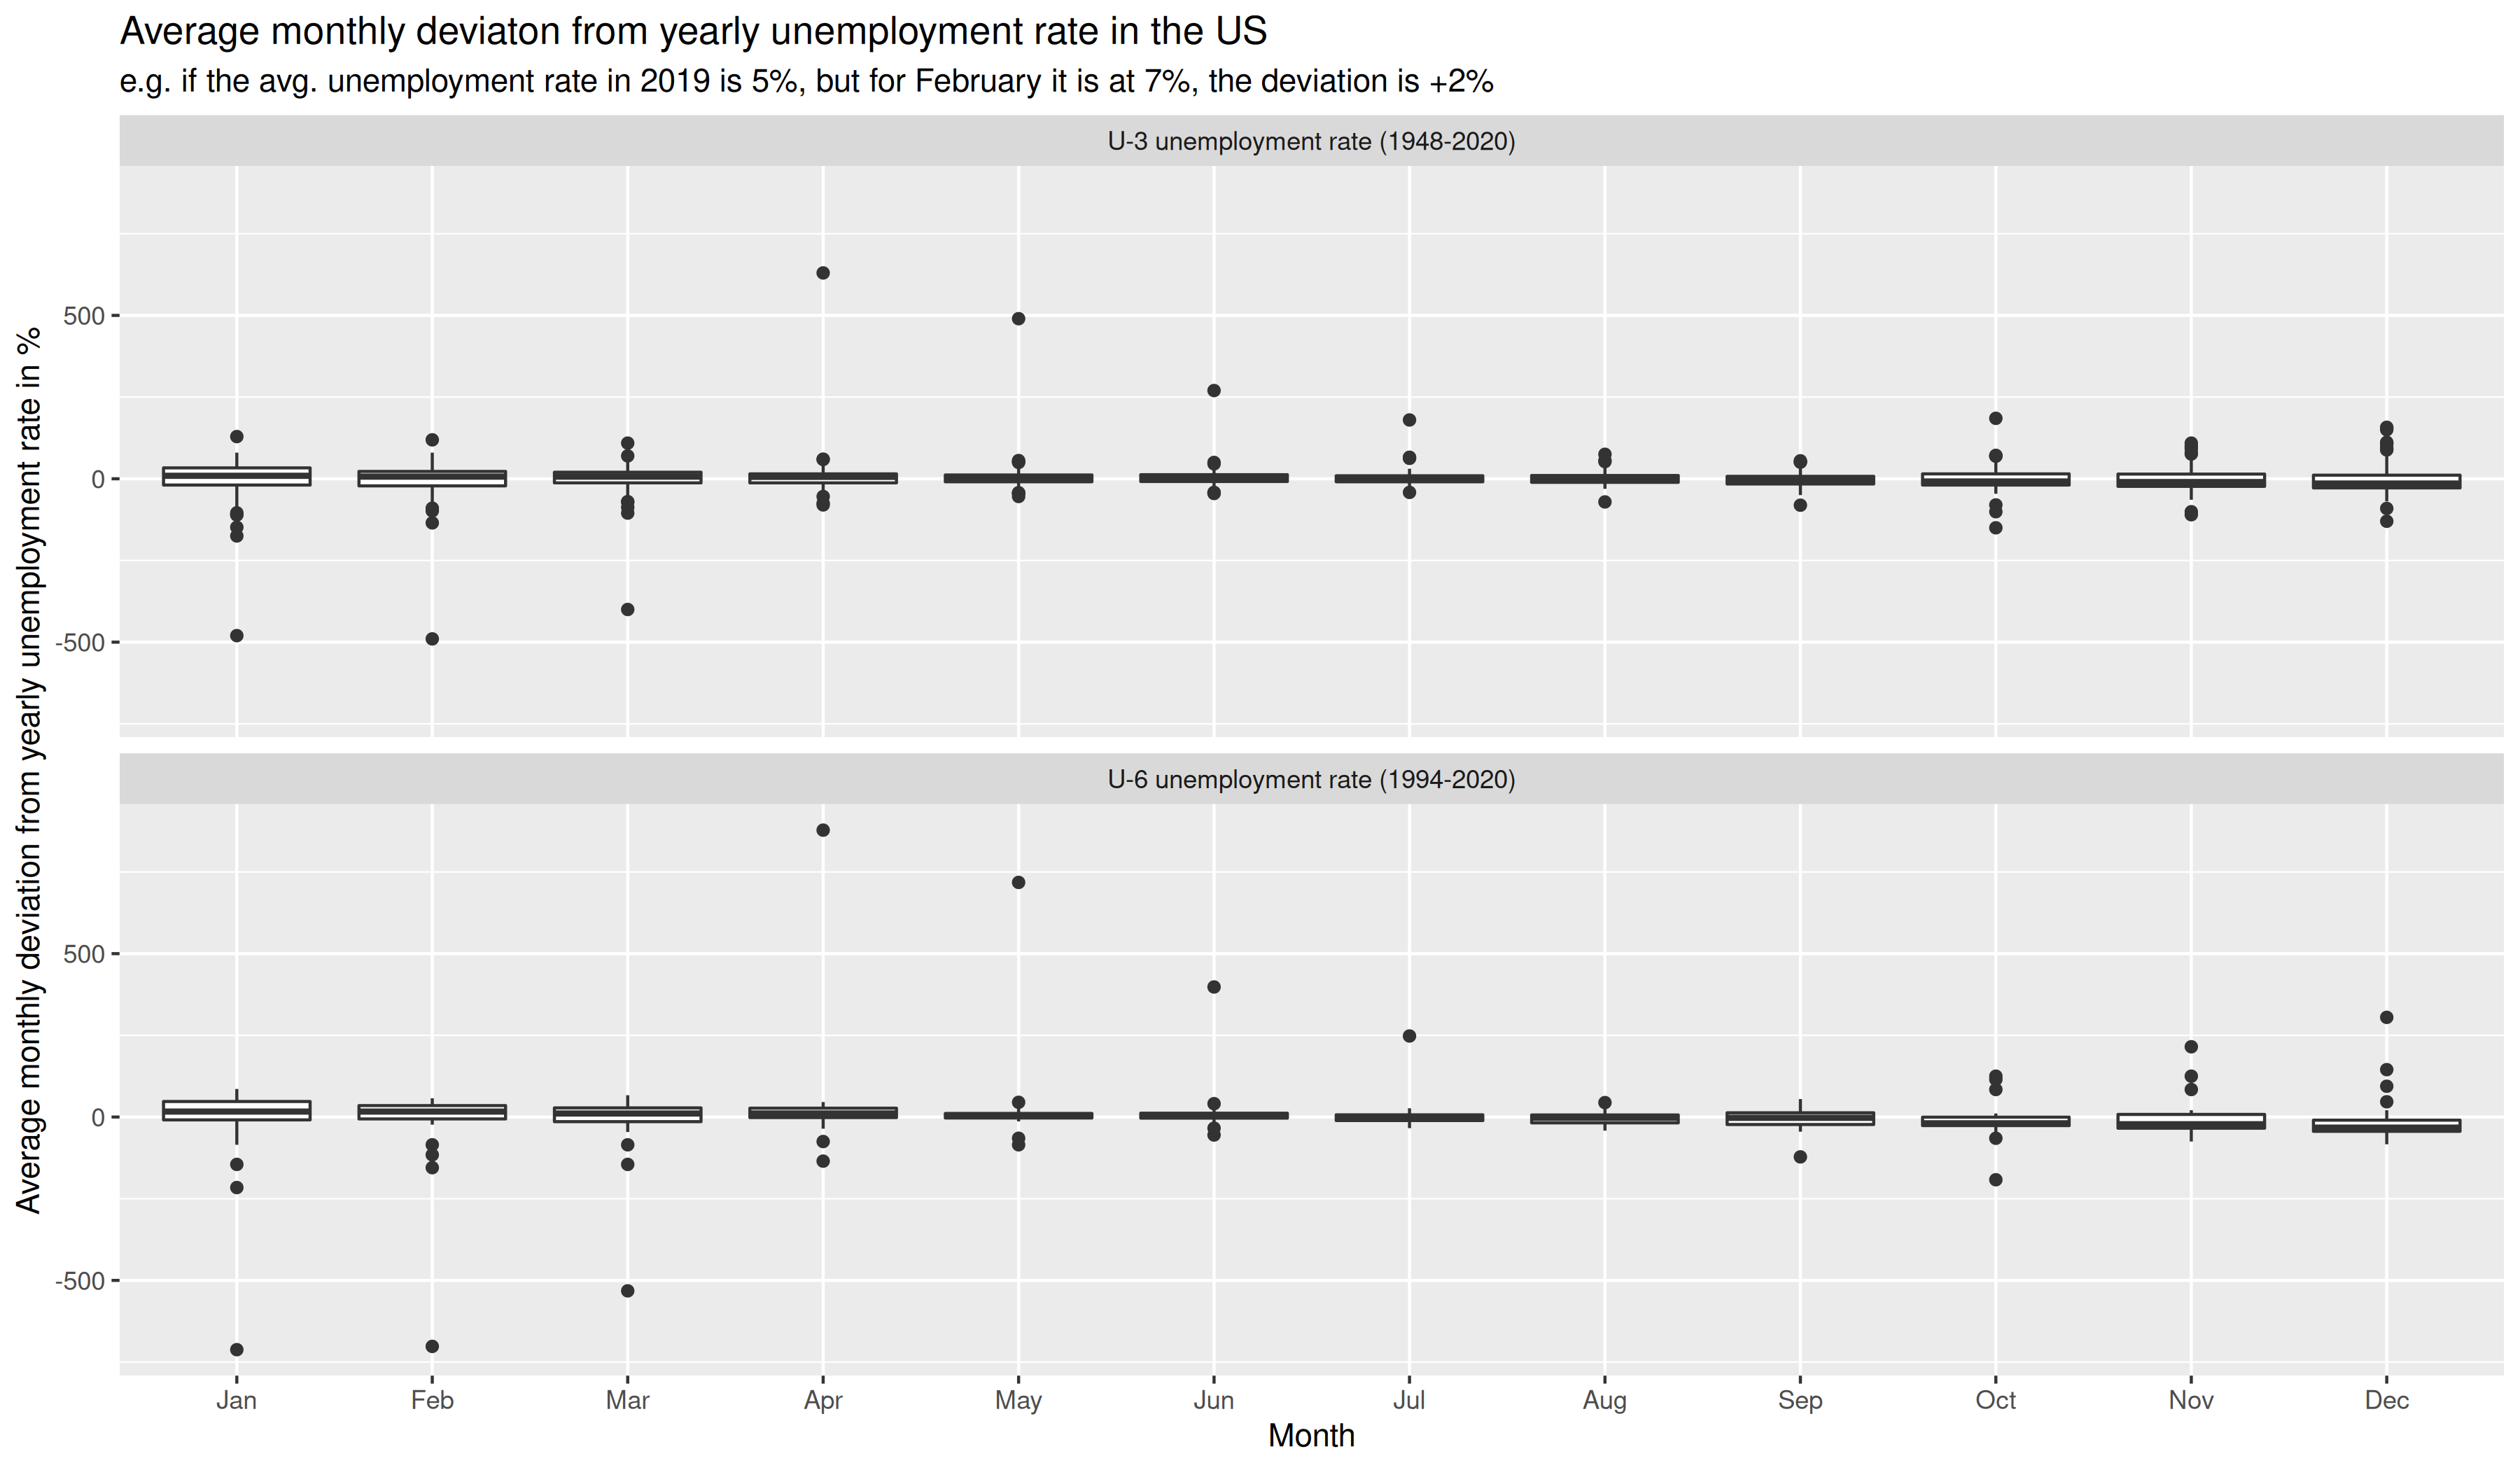 Average monthly deviaton from yearly unemployment rate in the US
e.g. if the avg. unemployment rate in 2019 is 5%, but for February it is at 7%, the deviation is +2%
U-3 unemployment rate (1948-2020)
500
0
-500
U-6 unemployment rate (1994-2020)
500
0
-500
Average monthly deviation from yearly unemployment rate in %
Jan Feb Mar Apr May Jun Jul Aug Sep Oct Nov Dec
Month